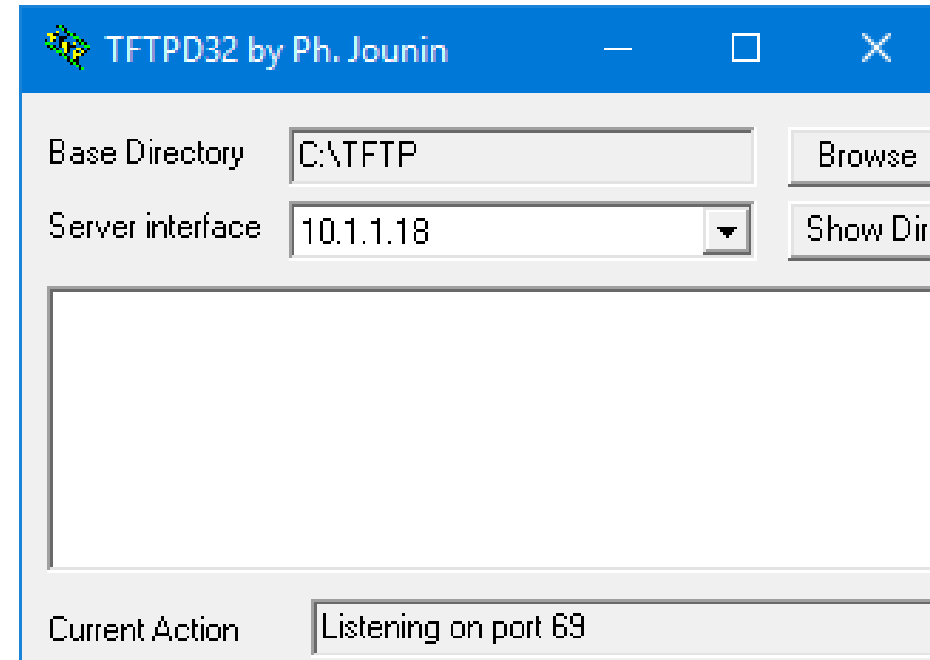 TFTPD32 by Ph. Jounin
Base Directory C:\TFTP Browse
Server interface 10.1.1.18 Show Dir
Current Action Listening on port 69